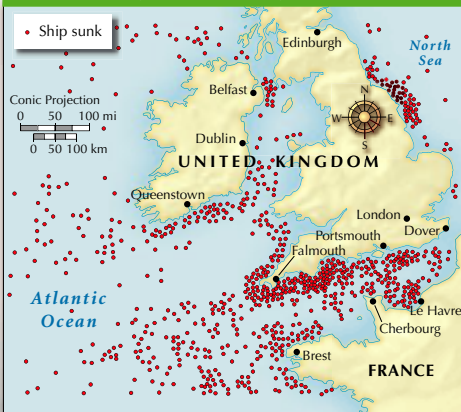 Ship sunk
Edinburgh
North
Sea
Conic Projection
0 50 100 mi
0 50 100 km
Belfast
N
W E
S
Dublin
UNITED KINGDOM
Queenstown
London
Portsmouth
Dover
Falmouth
Atlantic
Ocean
Le Havre
Cherbourg
Brest
FRANCE